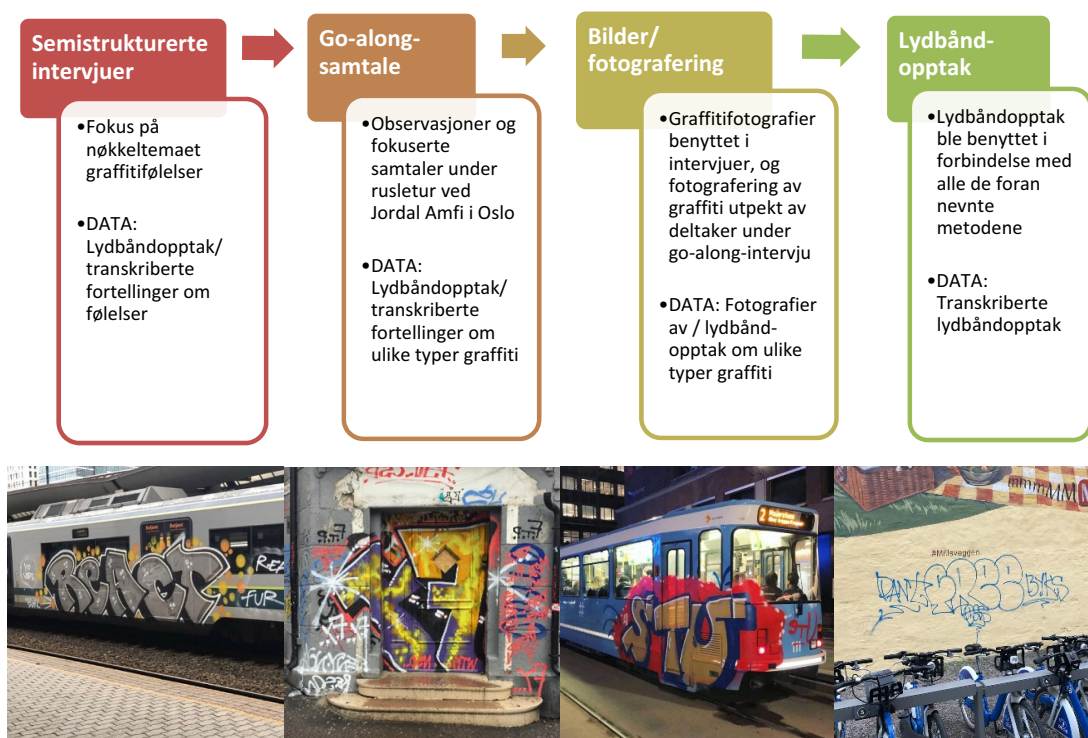 Semistrukturerte
intervjuer
•Fokus på
nøkkeltemaet
graffitifølelser
•DATA:
Lydbåndopptak/
transkriberte
fortellinger om
følelser
Go-along-
samtale
•Observasjoner og
fokuserte
samtaler under
rusletur ved
Jordal Amfi i Oslo
•DATA:
Lydbåndopptak/
transkriberte
fortellinger om
ulike typer graffiti
Bilder/
fotografering
•Graffitifotografier
benyttet i
intervjuer, og
fotografering av
graffiti utpekt av
deltaker under
go-along-intervju
•DATA: Fotografier
av / lydbånd-
opptak om ulike
typer graffiti
Lydbånd-
opptak
•Lydbåndopptak
ble benyttet i
forbindelse med
alle de foran
nevnte
metodene
•DATA:
Transkriberte
lydbåndopptak
REACT
FUR
2
STU
#Millsveggen